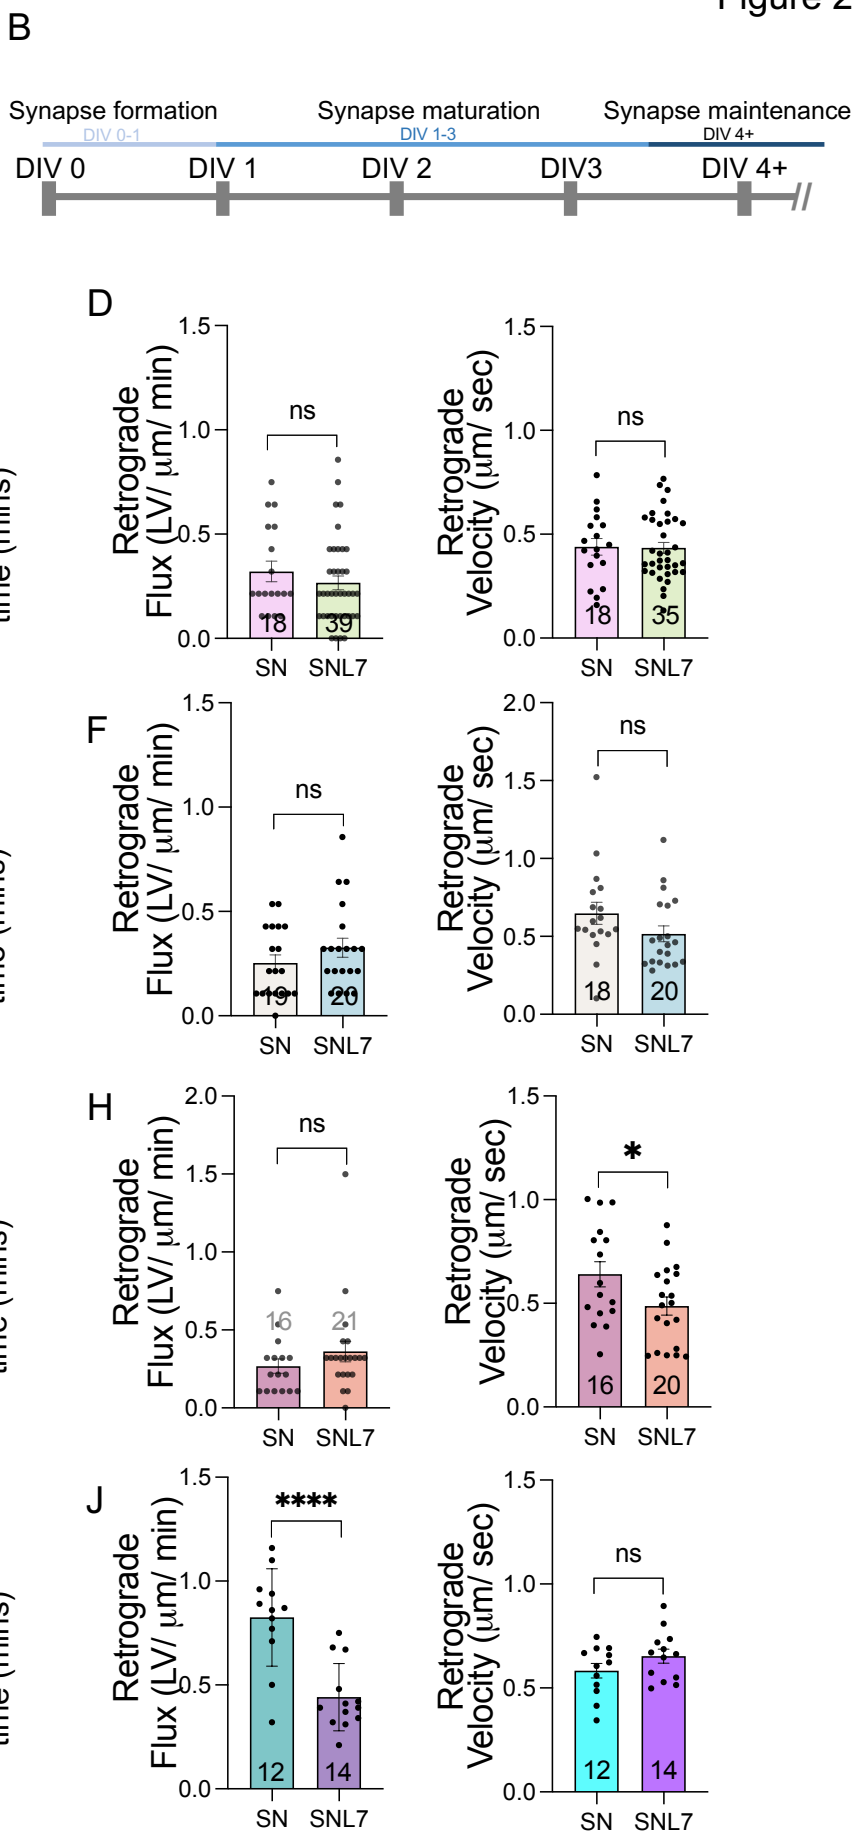 Figure 2
B
Synapse formation Synapse maturation Synapse maintenance
DIV 0-1 DIV 1-3 DIV 4+
DIV 0 DIV 1 DIV 2 DIV3 DIV 4+
D
time (mins)
Retrograde
Flux (LV/ μm/ min)
1.5
1.0
0.5
0.0
ns
18 39
SN SNL7
Retrograde
Velocity (μm/ sec)
1.5
1.0
0.5
0.0
ns
18 35
SN SNL7
F
time (mins)
Retrograde
Flux (LV/ μm/ min)
1.5
1.0
0.5
0.0
ns
19 20
SN SNL7
Retrograde
Velocity (μm/ sec)
2.0
1.5
1.0
0.5
0.0
ns
18 20
SN SNL7
H
time (mins)
Retrograde
Flux (LV/ μm/ min)
2.0
1.5
1.0
0.5
0.0
ns
16 21
SN SNL7
Retrograde
Velocity (μm/ sec)
1.5
1.0
0.5
0.0
*
16 20
SN SNL7
J
time (mins)
Retrograde
Flux (LV/ μm/ min)
1.5
1.0
0.5
0.0
****
12 14
SN SNL7
Retrograde
Velocity (μm/ sec)
1.5
1.0
0.5
0.0
ns
12 14
SN SNL7